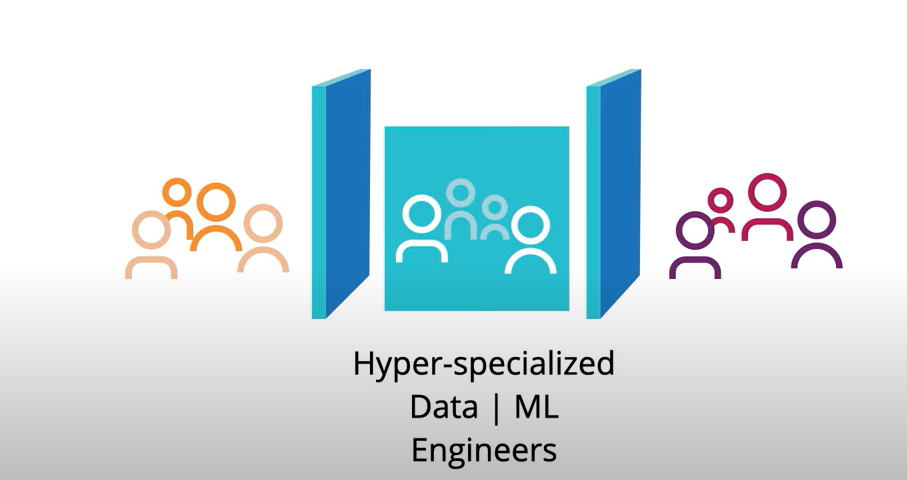 Hyper-specialized
Data | ML
Engineers